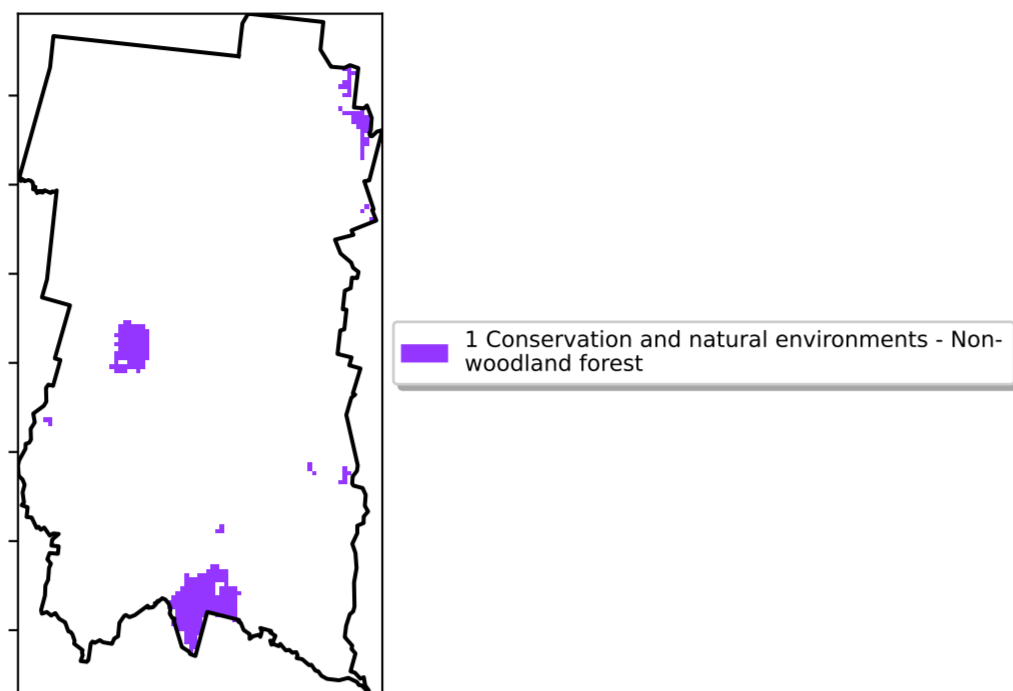 1 Conservation and natural environments - Non-
woodland forest